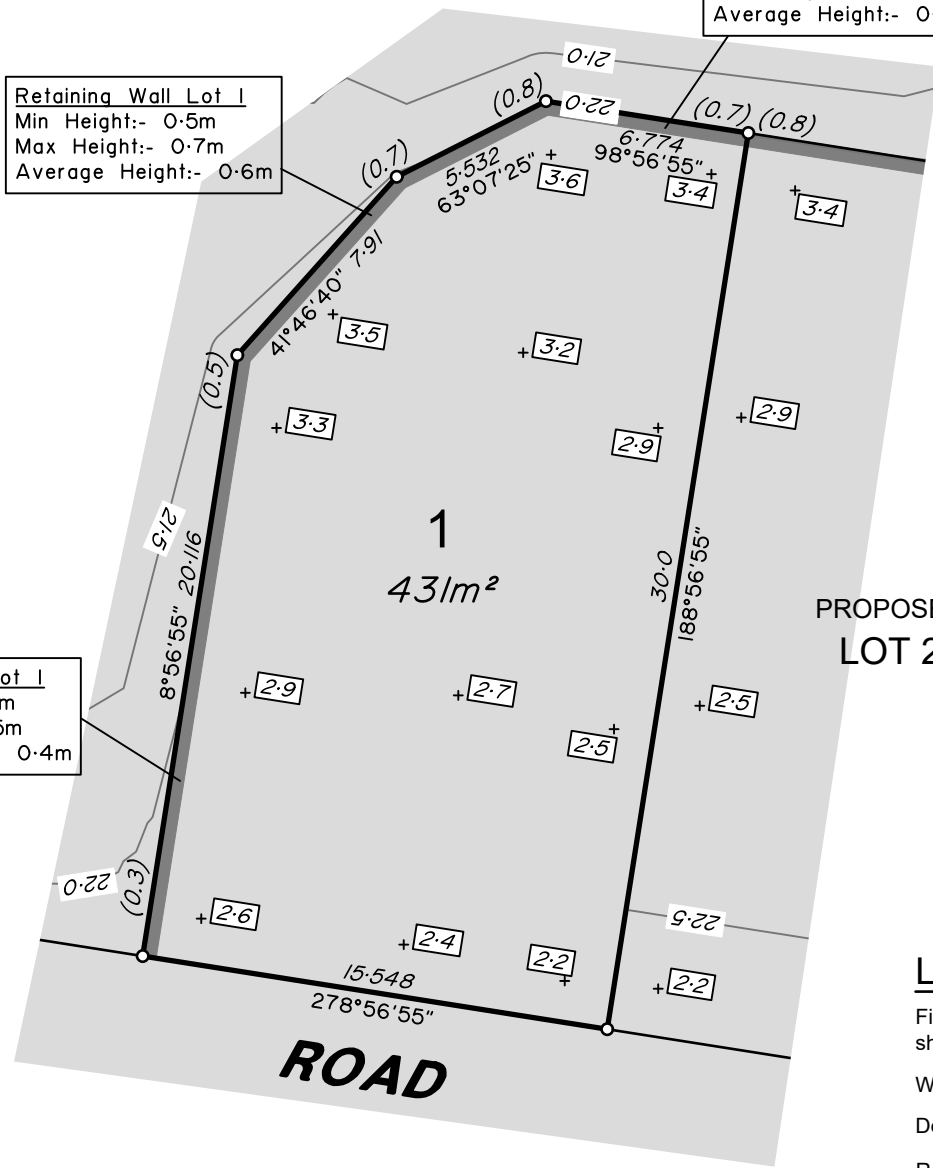 Average Height:- 0
21·0
Retaining Wall Lot 1
Min Height:- 0·5m
Max Height:- 0·7m
Average Height:- 0·6m
(0.8)
22·0
(0.7)
(0.8)
(0.7)
5·532
63°07'25"
6·774
98°56'55"
3·6
3·4
3·4
41°46'40" 7·91
3·5
3·2
(0.5)
3·3
2·9
2·9
21·5
1
431m²
8°56'55" 20·116
30·0
188°56'55"
PROPOSE
LOT 2
ot 1
m
5m
0·4m
2·9
2·7
2·5
2·5
22·0
(0.3)
2·6
2·4
2·2
22·5
2·2
15·548
278°56'55"
ROAD
L
Fi
sh
W
De